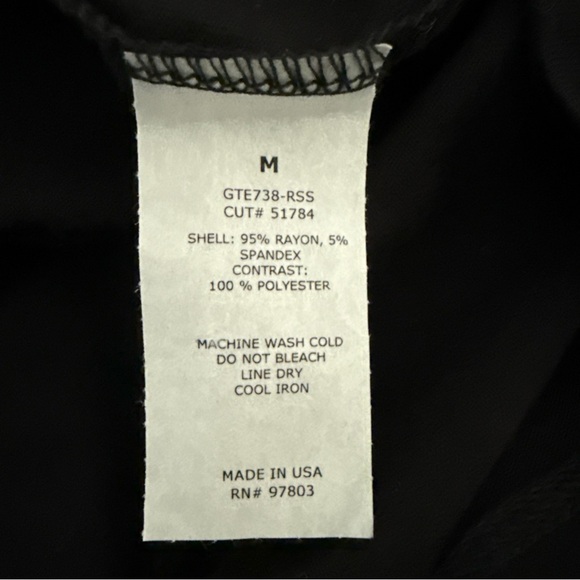 M
GTE738-RSS
CUT# 51784
SHELL: 95% RAYON, 5%
SPANDEX
CONTRAST:
100 % POLYESTER
MACHINE WASH COLD
DO NOT BLEACH
LINE DRY
COOL IRON
MADE IN USA
RN# 97803